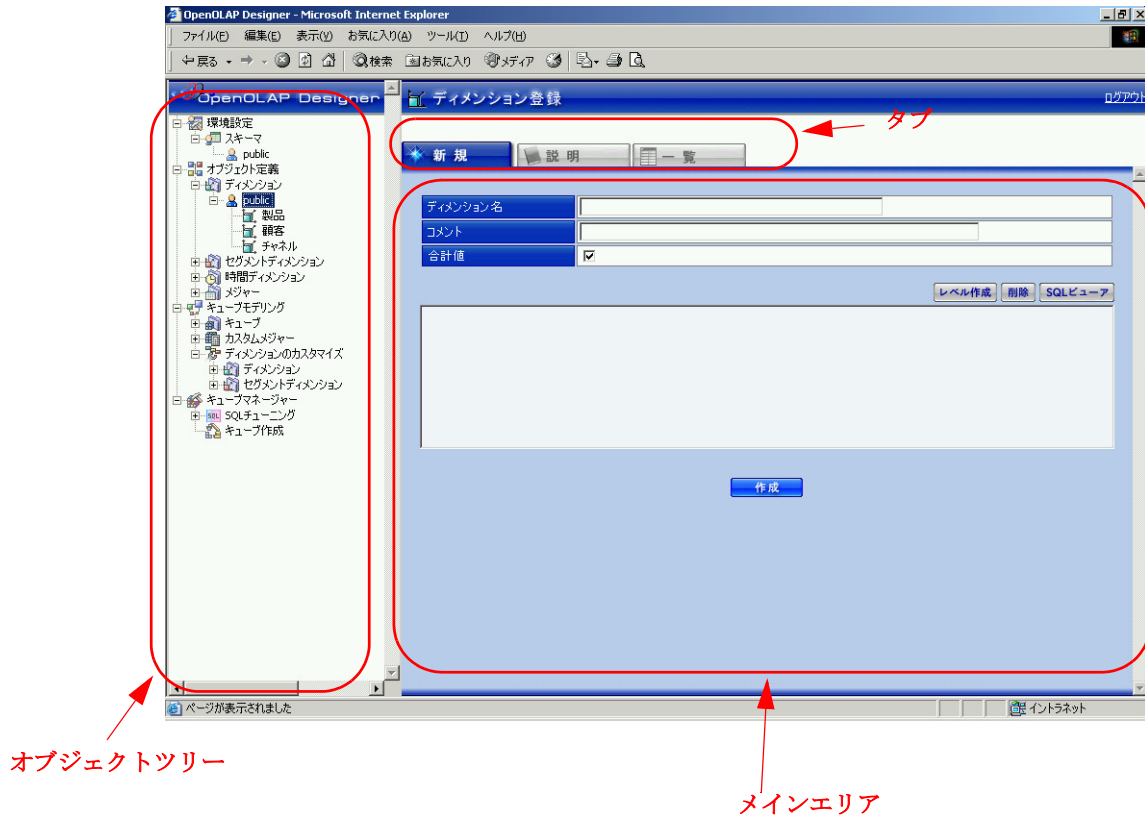 OpenOLAP Designer - Microsoft Internet Explorer
ファイル(F) 編集(E) 表示(V) お気に入り(A) ツール(T) ヘルプ(H)
戻る 検索 お気に入り メディア
OpenOLAP Designer
ディメンション登録
ログアウト
タブ
新規 説明 一覧
環境設定
スキーマ
public
オブジェクト定義
ディメンション
public
製品
顧客
チャネル
セグメントディメンション
時間ディメンション
メジャー
キューブモデリング
キューブ
カスタムメジャー
ディメンションのカスタマイズ
ディメンション
セグメントディメンション
キューブマネージャー
SQL SQLチューニング
キューブ作成
ディメンション名
コメント
合計値
レベル作成 削除 SQLビューア
作成
ページが表示されました
イントラネット
オブジェクトツリー
メインエリア